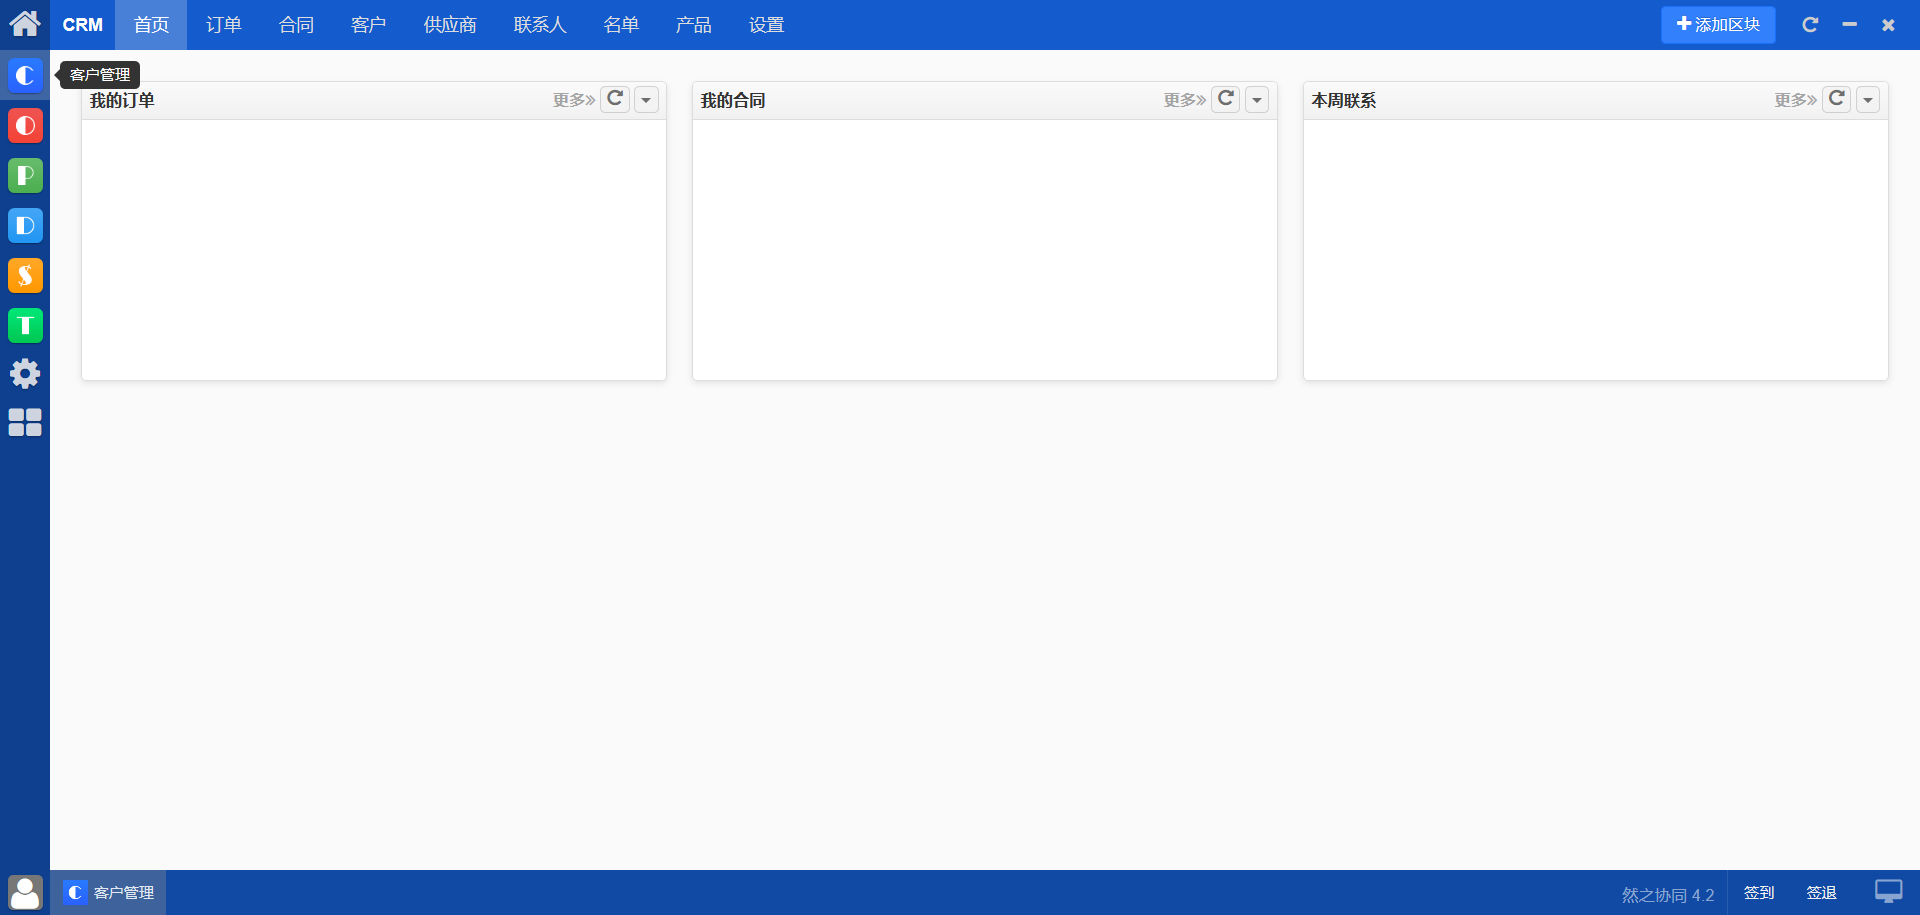 CRM 首页 订单 合同 客户 供应商 联系人 名单 产品 设置 添加区块
客户管理
我的订单 更多»
我的合同 更多»
本周联系 更多»
C
O
P
D
$
T
客户管理 然之协同 4.2 签到 签退